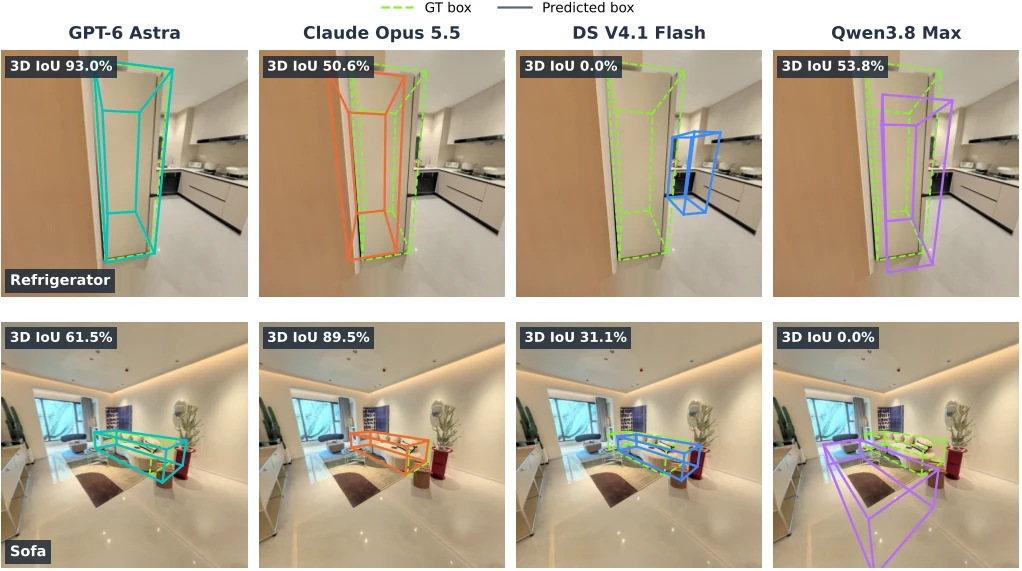 GT box Predicted box
GPT-6 Astra Claude Opus 5.5 DS V4.1 Flash Qwen3.8 Max
3D IoU 93.0% 3D IoU 50.6% 3D IoU 0.0% 3D IoU 53.8%
Refrigerator
3D IoU 61.5% 3D IoU 89.5% 3D IoU 31.1% 3D IoU 0.0%
Sofa